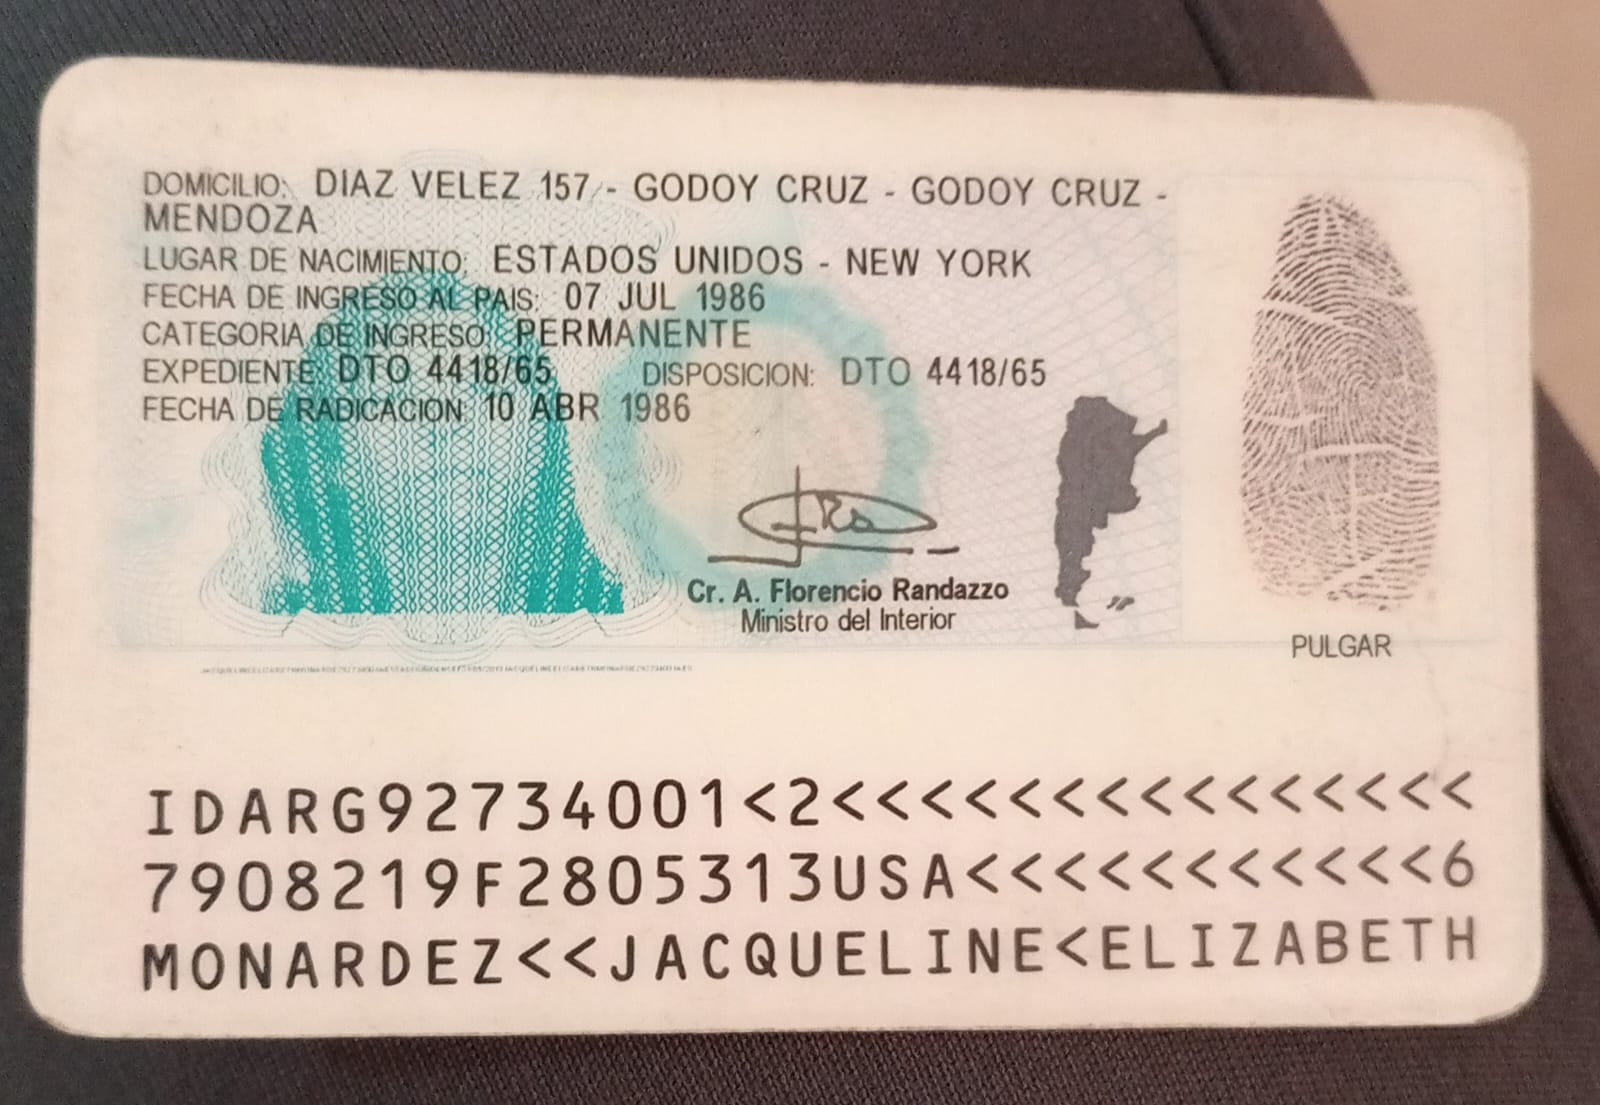 DOMICILIO: DIAZ VELEZ 157 - GODOY CRUZ - GODOY CRUZ -
MENDOZA
LUGAR DE NACIMIENTO: ESTADOS UNIDOS - NEW YORK
FECHA DE INGRESO AL PAIS: 07 JUL 1986
CATEGORIA DE INGRESO: PERMANENTE
EXPEDIENTE: DTO 4418/65 DISPOSICION: DTO 4418/65
FECHA DE RADICACION: 10 ABR 1986
Cr. A. Florencio Randazzo
Ministro del Interior
PULGAR
IDARG92734001<2<<<<<<<<<<<<<<<
7908219F2805313USA<<<<<<<<<<<6
MONARDEZ<<JACQUELINE<ELIZABETH